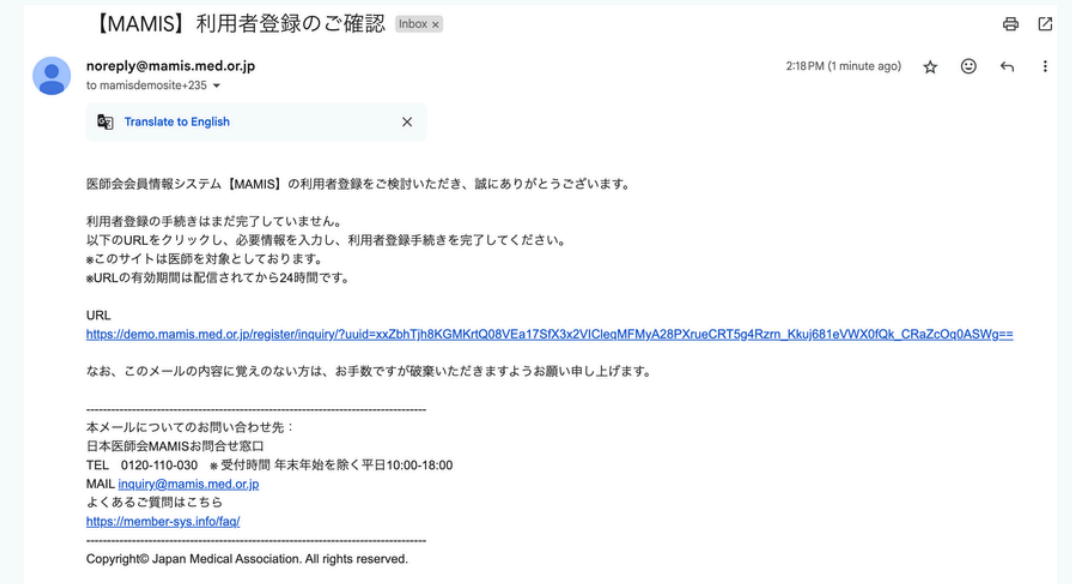 【MAMIS】利用者登録のご確認 Inbox ×
noreply@mamis.med.or.jp
2:18 PM (1 minute ago)
to mamisdemosite+235
Translate to English
医師会会員情報システム【MAMIS】の利用者登録をご検討いただき、誠にありがとうございます。
利用者登録の手続きはまだ完了していません。
以下のURLをクリックし、必要情報を入力し、利用者登録手続きを完了してください。
※このサイトは医師を対象としております。
※URLの有効期間は配信されてから24時間です。
URL
https://demo.mamis.med.or.jp/register/inquiry/?uuid=xxZbhTjh8KGMKrtQ08VEa17SfX3x2VICleqMFMyA28PXrueCRT5g4Rzrn_Kkuj681eVWX0fQk_CRaZcOq0ASWg==
なお、このメールの内容に覚えのない方は、お手数ですが破棄いただきますようお願い申し上げます。
--------------------------------------------------------------------------------
本メールについてのお問い合わせ先：
日本医師会MAMISお問合せ窓口
TEL　0120-110-030　※受付時間 年末年始を除く平日10:00-18:00
MAIL inquiry@mamis.med.or.jp
よくあるご質問はこちら
https://member-sys.info/faq/
--------------------------------------------------------------------------------
Copyright© Japan Medical Association. All rights reserved.